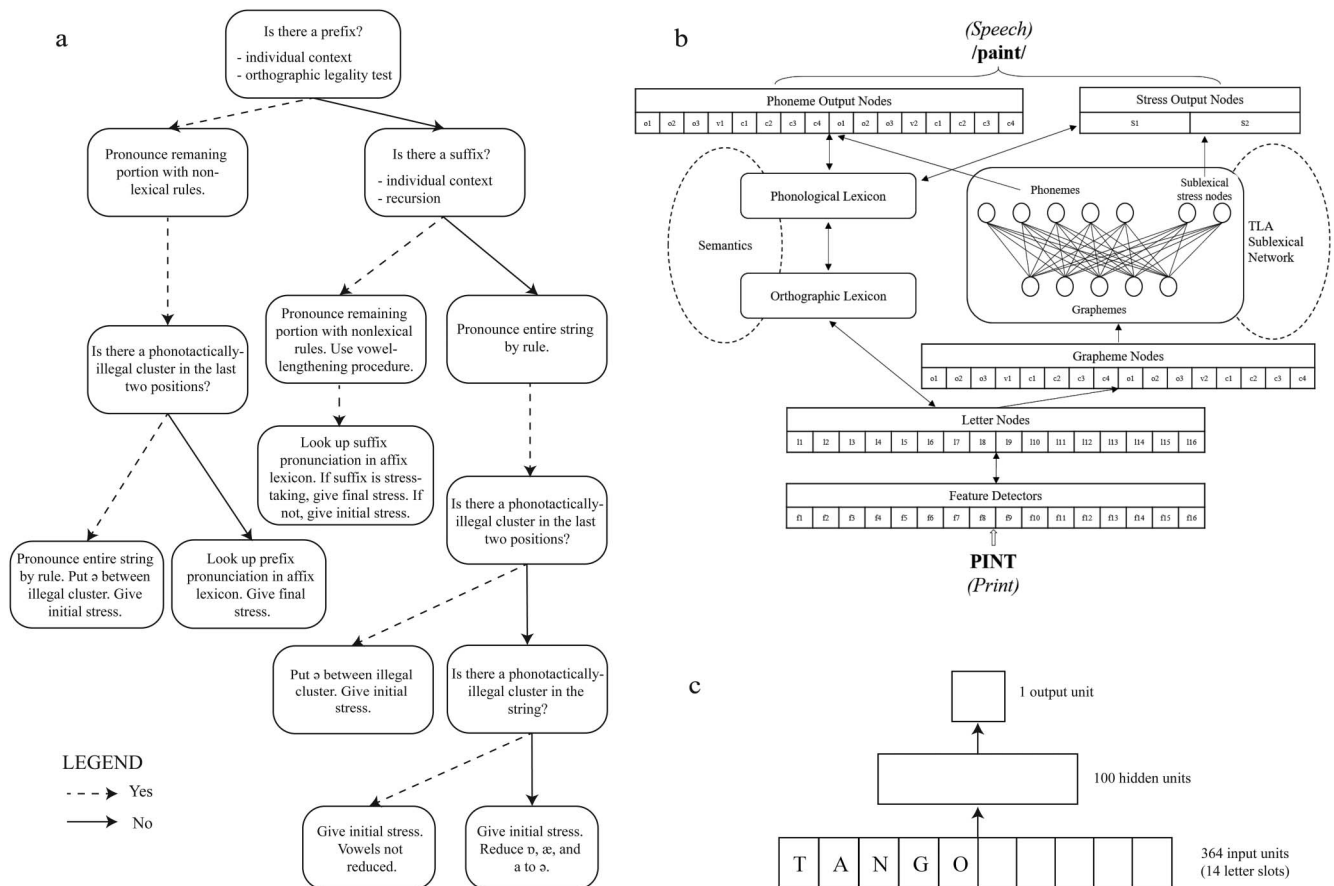 a
Is there a prefix?
- individual context
- orthographic legality test
Pronounce remaning
portion with non-
lexical rules.
Is there a suffix?
- individual context
- recursion
Is there a phonotactically-
illegal cluster in the last
two positions?
Pronounce remaining
portion with nonlexical
rules. Use vowel-
lengthening procedure.
Pronounce entire string
by rule.
Look up suffix
pronunciation in affix
lexicon. If suffix is stress-
taking, give final stress. If
not, give initial stress.
Is there a phonotactically-
illegal cluster in the last
two positions?
Pronounce entire string
by rule. Put ə between
illegal cluster. Give
initial stress.
Look up prefix
pronunciation in affix
lexicon. Give final
stress.
Put ə between illegal
cluster. Give initial
stress.
Is there a phonotactically-
illegal cluster in the
string?
Give initial stress.
Vowels not
reduced.
Give initial stress.
Reduce ɒ, æ, and
a to ə.
LEGEND
Yes
No
b
(Speech)
/paint/
Phoneme Output Nodes
o1 o2 o3 v1 c1 c2 c3 c4 o1 o2 o3 v2 c1 c2 c3 c4
Stress Output Nodes
S1 S2
Semantics
Phonological Lexicon
Orthographic Lexicon
Phonemes
Sublexical
stress nodes
Graphemes
TLA
Sublexical
Network
Grapheme Nodes
o1 o2 o3 v1 c1 c2 c3 c4 o1 o2 o3 v2 c1 c2 c3 c4
Letter Nodes
l1 l2 l3 l4 l5 l6 l7 l8 l9 l10 l11 l12 l13 l14 l15 l16
Feature Detectors
f1 f2 f3 f4 f5 f6 f7 f8 f9 f10 f11 f12 f13 f14 f15 f16
PINT
(Print)
c
1 output unit
100 hidden units
T A N G O
364 input units
(14 letter slots)